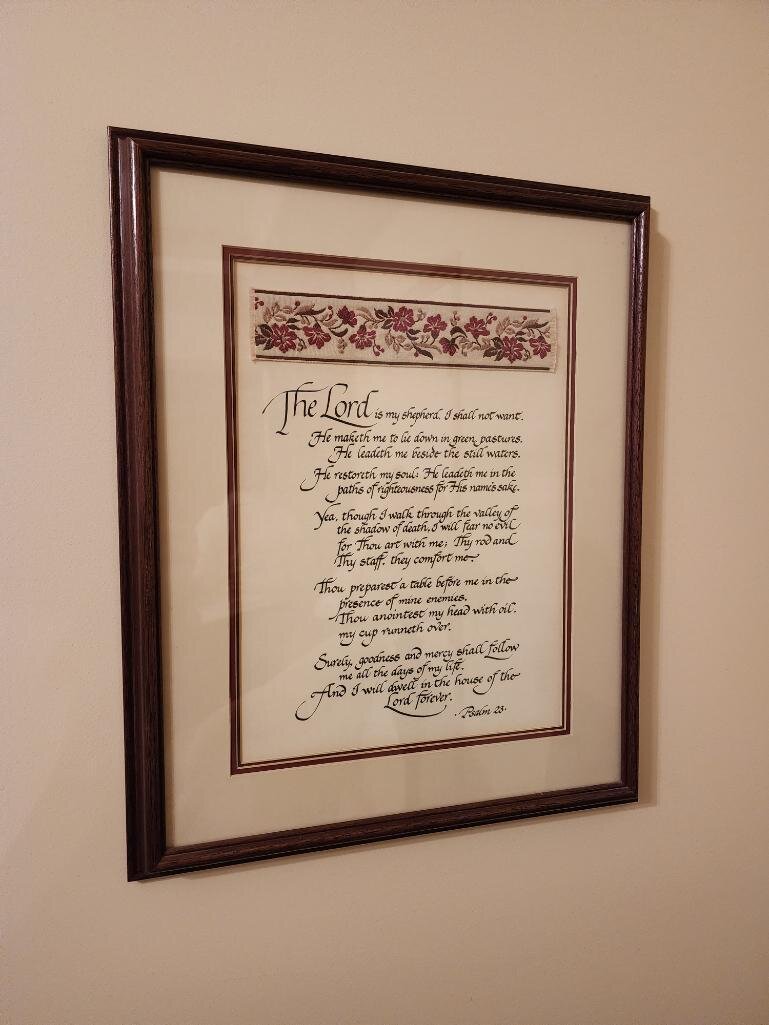 The Lord is my shepherd. I shall not want.
He maketh me to lie down in green pastures.
He leadeth me beside the still waters.
He restoreth my soul: He leadeth me in the
paths of righteousness for His name's sake.
Yea, though I walk through the valley of
the shadow of death, I will fear no evil
for Thou art with me; Thy rod and
Thy staff, they comfort me.
Thou preparest a table before me in the
presence of mine enemies.
Thou anointest my head with oil.
my cup runneth over.
Surely, goodness and mercy shall follow
me all the days of my life.
And I will dwell in the house of the
Lord forever.
·Psalm 23·